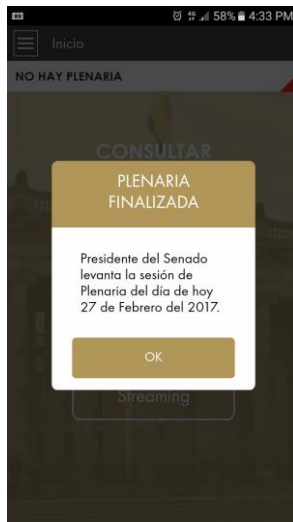 58% 4:33 PM
Inicio
NO HAY PLENARIA
CONSULTAR
PLENARIA
FINALIZADA
Presidente del Senado
levanta la sesión de
Plenaria del día de hoy
27 de Febrero del 2017.
OK
Streaming